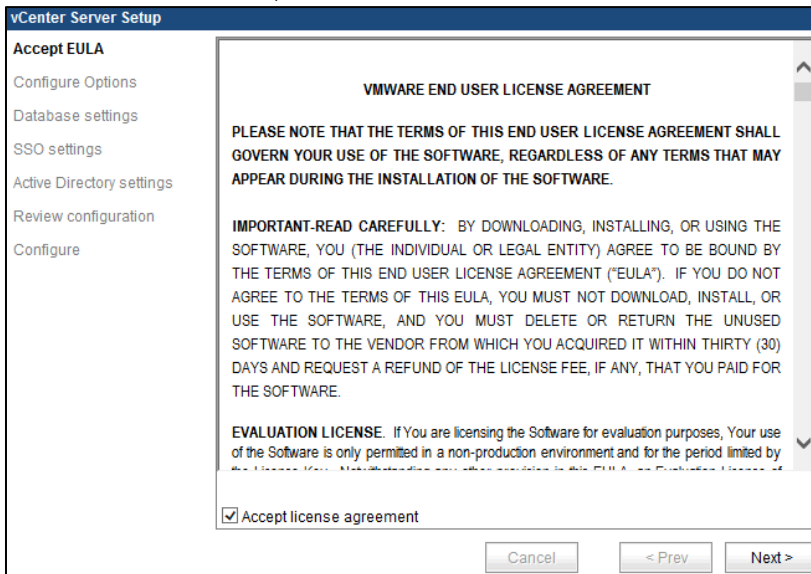 vCenter Server Setup
Accept EULA
Configure Options
Database settings
SSO settings
Active Directory settings
Review configuration
Configure
VMWARE END USER LICENSE AGREEMENT
PLEASE NOTE THAT THE TERMS OF THIS END USER LICENSE AGREEMENT SHALL
GOVERN YOUR USE OF THE SOFTWARE, REGARDLESS OF ANY TERMS THAT MAY
APPEAR DURING THE INSTALLATION OF THE SOFTWARE.
IMPORTANT-READ CAREFULLY: BY DOWNLOADING, INSTALLING, OR USING THE
SOFTWARE, YOU (THE INDIVIDUAL OR LEGAL ENTITY) AGREE TO BE BOUND BY
THE TERMS OF THIS END USER LICENSE AGREEMENT (“EULA”). IF YOU DO NOT
AGREE TO THE TERMS OF THIS EULA, YOU MUST NOT DOWNLOAD, INSTALL, OR
USE THE SOFTWARE, AND YOU MUST DELETE OR RETURN THE UNUSED
SOFTWARE TO THE VENDOR FROM WHICH YOU ACQUIRED IT WITHIN THIRTY (30)
DAYS AND REQUEST A REFUND OF THE LICENSE FEE, IF ANY, THAT YOU PAID FOR
THE SOFTWARE.
EVALUATION LICENSE. If You are licensing the Software for evaluation purposes, Your use
of the Software is only permitted in a non-production environment and for the period limited by
Accept license agreement
Cancel
< Prev
Next >